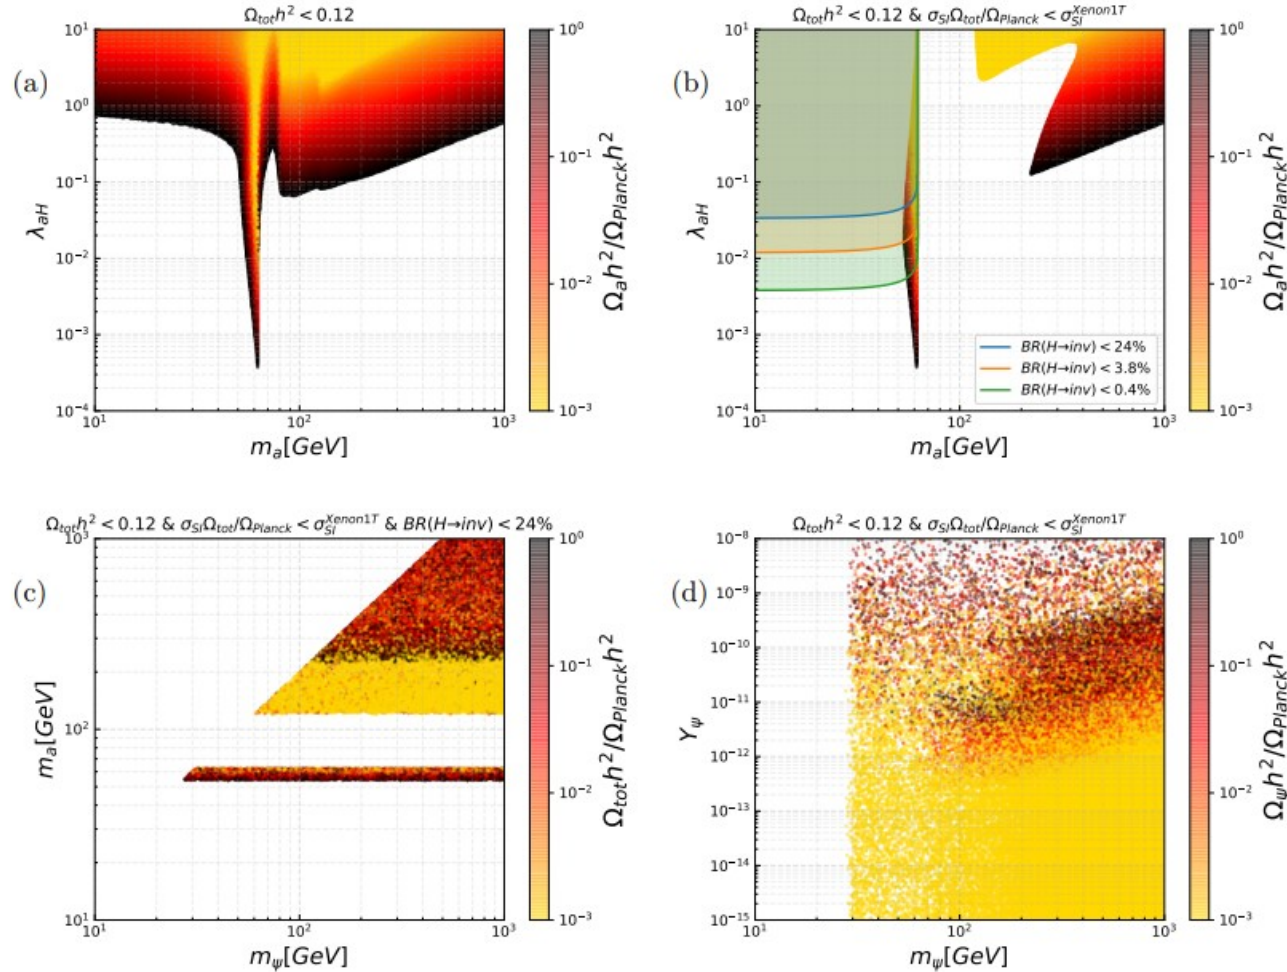 Ω_tot h² < 0.12
(a)
λ_aH
10¹
10⁰
10⁻¹
10⁻²
10⁻³
10⁻⁴
10¹ 10² 10³
m_a[GeV]
10⁰
10⁻¹
10⁻²
10⁻³
Ω_a h²/Ω_Planck h²
Ω_tot h² < 0.12 & σ_SI Ω_tot/Ω_Planck < σ_SI^Xenon1T
(b)
λ_aH
10¹
10⁰
10⁻¹
10⁻²
10⁻³
10⁻⁴
BR(H→inv) < 24%
BR(H→inv) < 3.8%
BR(H→inv) < 0.4%
10¹ 10² 10³
m_a[GeV]
10⁰
10⁻¹
10⁻²
10⁻³
Ω_a h²/Ω_Planck h²
Ω_tot h² < 0.12 & σ_SI Ω_tot/Ω_Planck < σ_SI^Xenon1T & BR(H→inv) < 24%
(c)
m_a[GeV]
10³
10²
10¹
10¹ 10² 10³
m_ψ[GeV]
10⁰
10⁻¹
10⁻²
10⁻³
Ω_tot h²/Ω_Planck h²
Ω_tot h² < 0.12 & σ_SI Ω_tot/Ω_Planck < σ_SI^Xenon1T
(d)
Y_ψ
10⁻⁸
10⁻⁹
10⁻¹⁰
10⁻¹¹
10⁻¹²
10⁻¹³
10⁻¹⁴
10⁻¹⁵
10¹ 10² 10³
m_ψ[GeV]
10⁰
10⁻¹
10⁻²
10⁻³
Ω_ψ h²/Ω_Planck h²